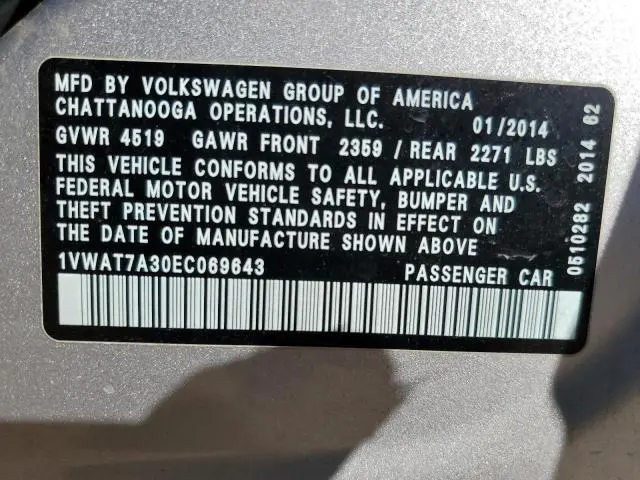 MFD BY VOLKSWAGEN GROUP OF AMERICA
CHATTANOOGA OPERATIONS, LLC. 01/2014
GVWR 4519 GAWR FRONT 2359 / REAR 2271 LBS
THIS VEHICLE CONFORMS TO ALL APPLICABLE U.S.
FEDERAL MOTOR VEHICLE SAFETY, BUMPER AND
THEFT PREVENTION STANDARDS IN EFFECT ON
THE DATE OF MANUFACTURE SHOWN ABOVE
1VWAT7A30EC069643 PASSENGER CAR
0510282 2014 62